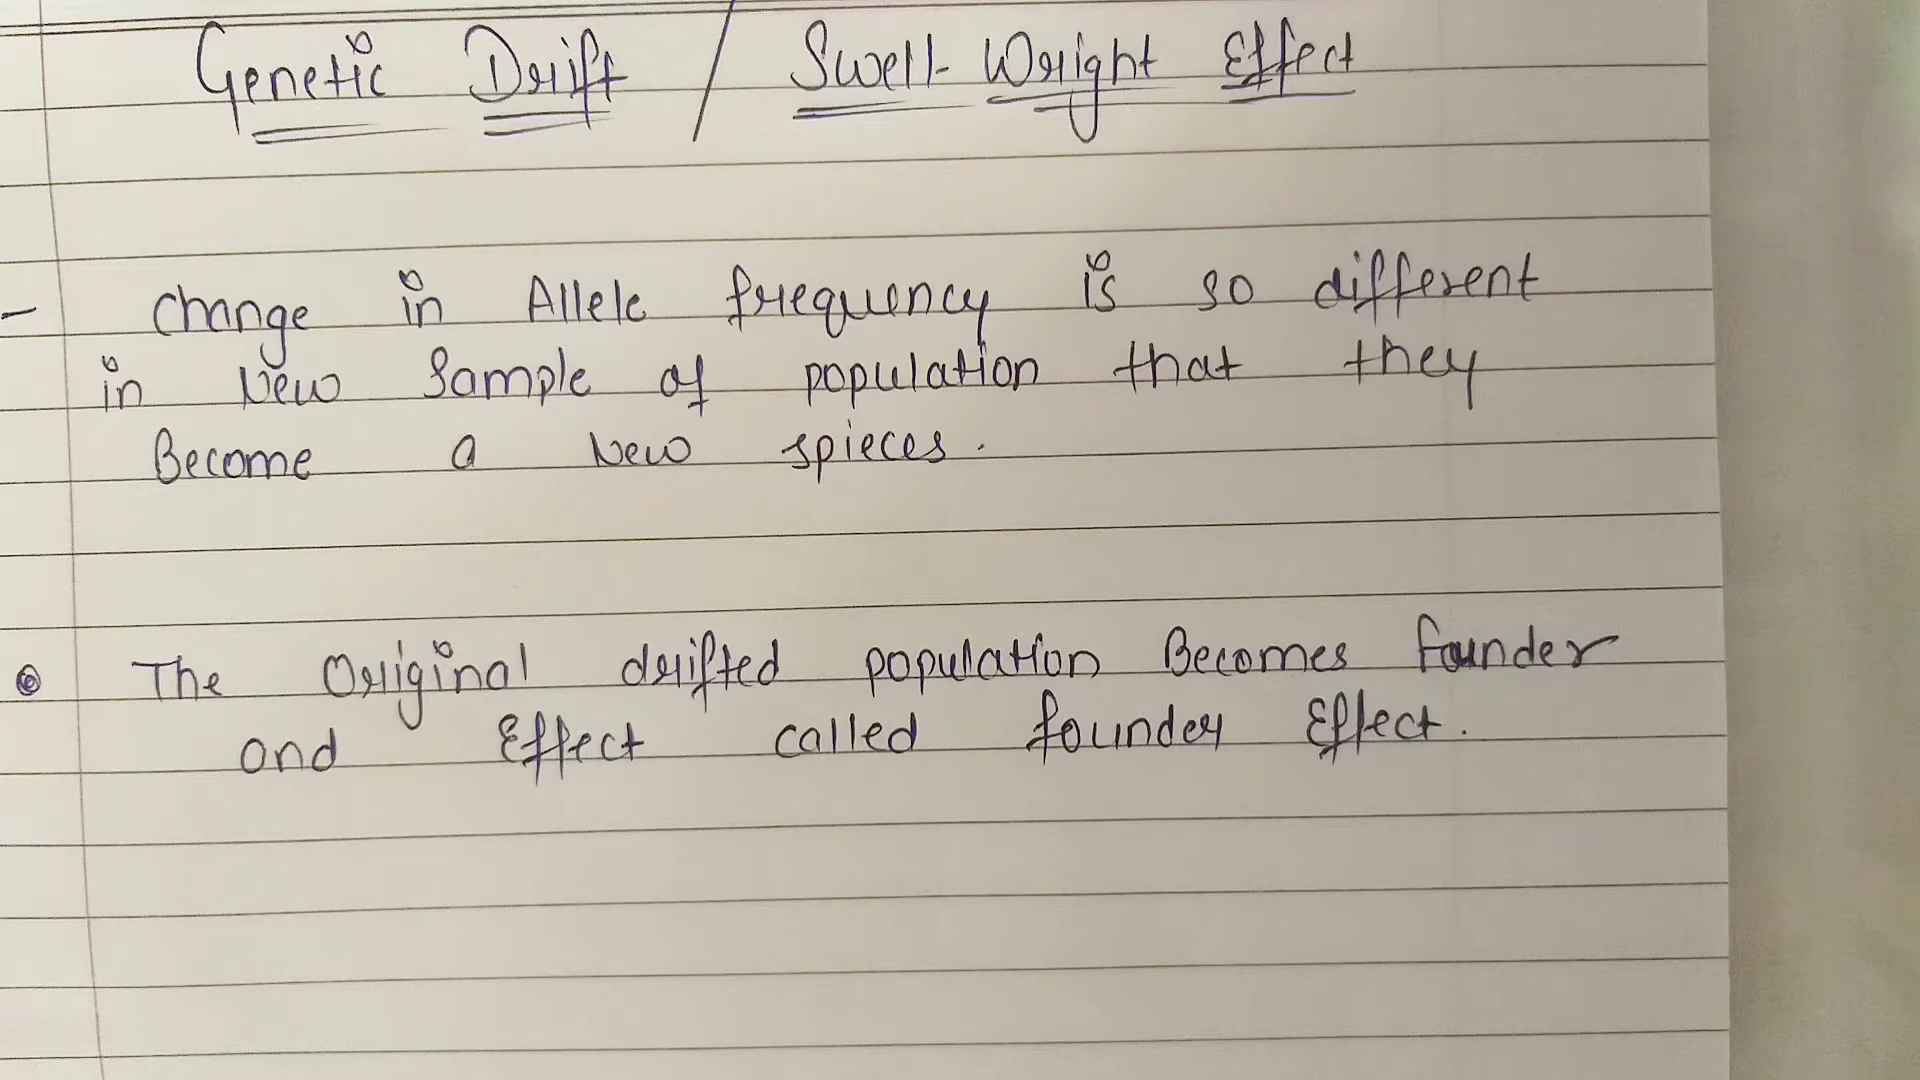 Genetic Drift / Swell-Wright Effect
- Change in Allele frequency is so different
in New Sample of population that they
Become a New spieces.
The Original drifted population Becomes founder
and Effect called founder Effect.